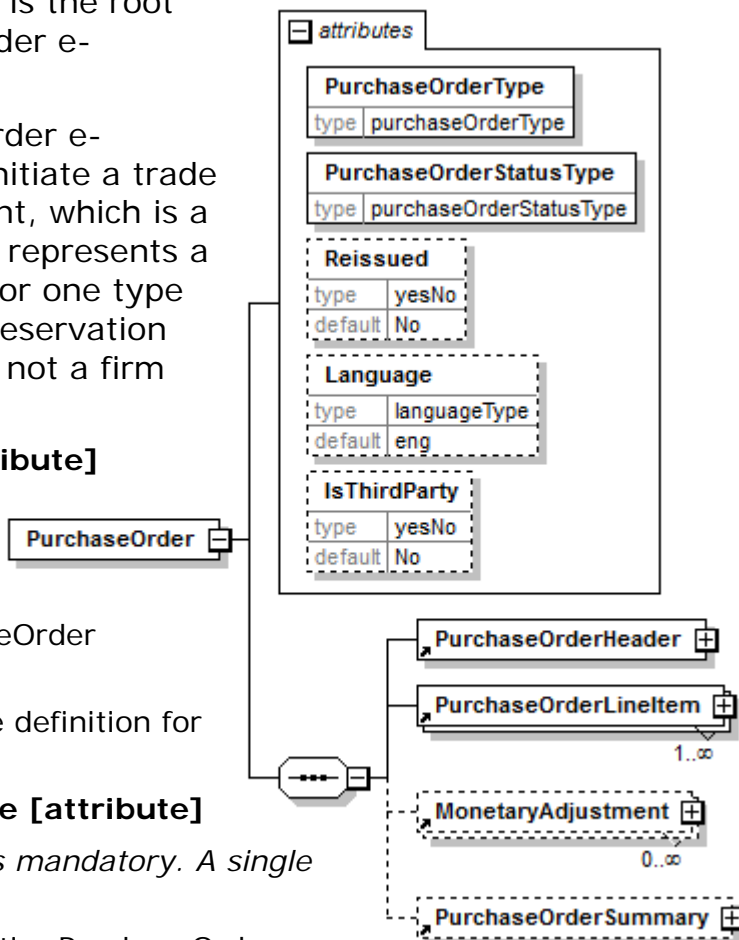 is the root
der e-
rder e-
nitiate a trade
nt, which is a
represents a
or one type
eservation
not a firm
ibute]
eOrder
e definition for
e [attribute]
s mandatory. A single
attributes
PurchaseOrderType
type purchaseOrderType
PurchaseOrderStatusType
type purchaseOrderStatusType
Reissued
type yesNo
default No
Language
type languageType
default eng
IsThirdParty
type yesNo
default No
PurchaseOrder
PurchaseOrderHeader
PurchaseOrderLineItem
1..∞
MonetaryAdjustment
0..∞
PurchaseOrderSummary